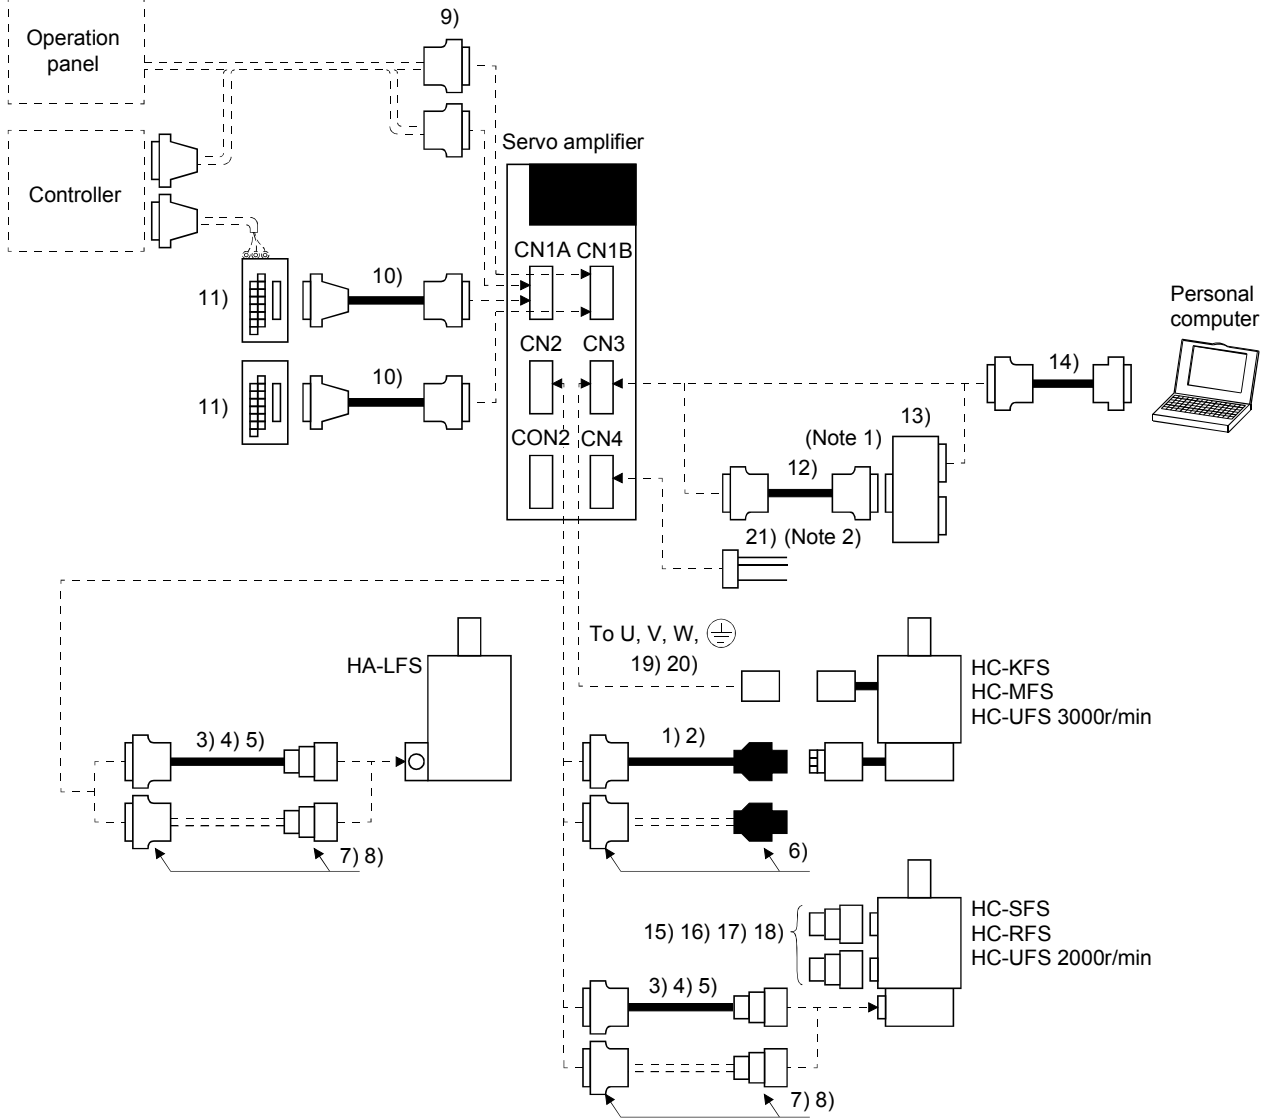 9)
Operation
panel
Servo amplifier
Controller
CN1A CN1B
10)
11)
Personal
computer
CN2 CN3
14)
10)
11)
13)
(Note 1)
CON2 CN4
12)
21) (Note 2)
To U, V, W,
HA-LFS
19) 20)
HC-KFS
HC-MFS
HC-UFS 3000r/min
3) 4) 5)
1) 2)
7) 8)
6)
HC-SFS
15) 16) 17) 18)
HC-RFS
HC-UFS 2000r/min
3) 4) 5)
7) 8)